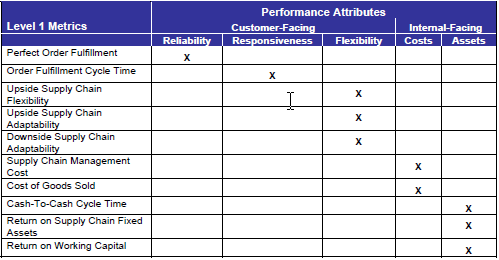 Level 1 Metrics
Performance Attributes
Customer-Facing Internal-Facing
Reliability Responsiveness Flexibility Costs Assets
Perfect Order Fulfillment X
Order Fulfillment Cycle Time X
Upside Supply Chain
Flexibility X
Upside Supply Chain
Adaptability X
Downside Supply Chain
Adaptability X
Supply Chain Management
Cost X
Cost of Goods Sold X
Cash-To-Cash Cycle Time X
Return on Supply Chain Fixed
Assets X
Return on Working Capital X